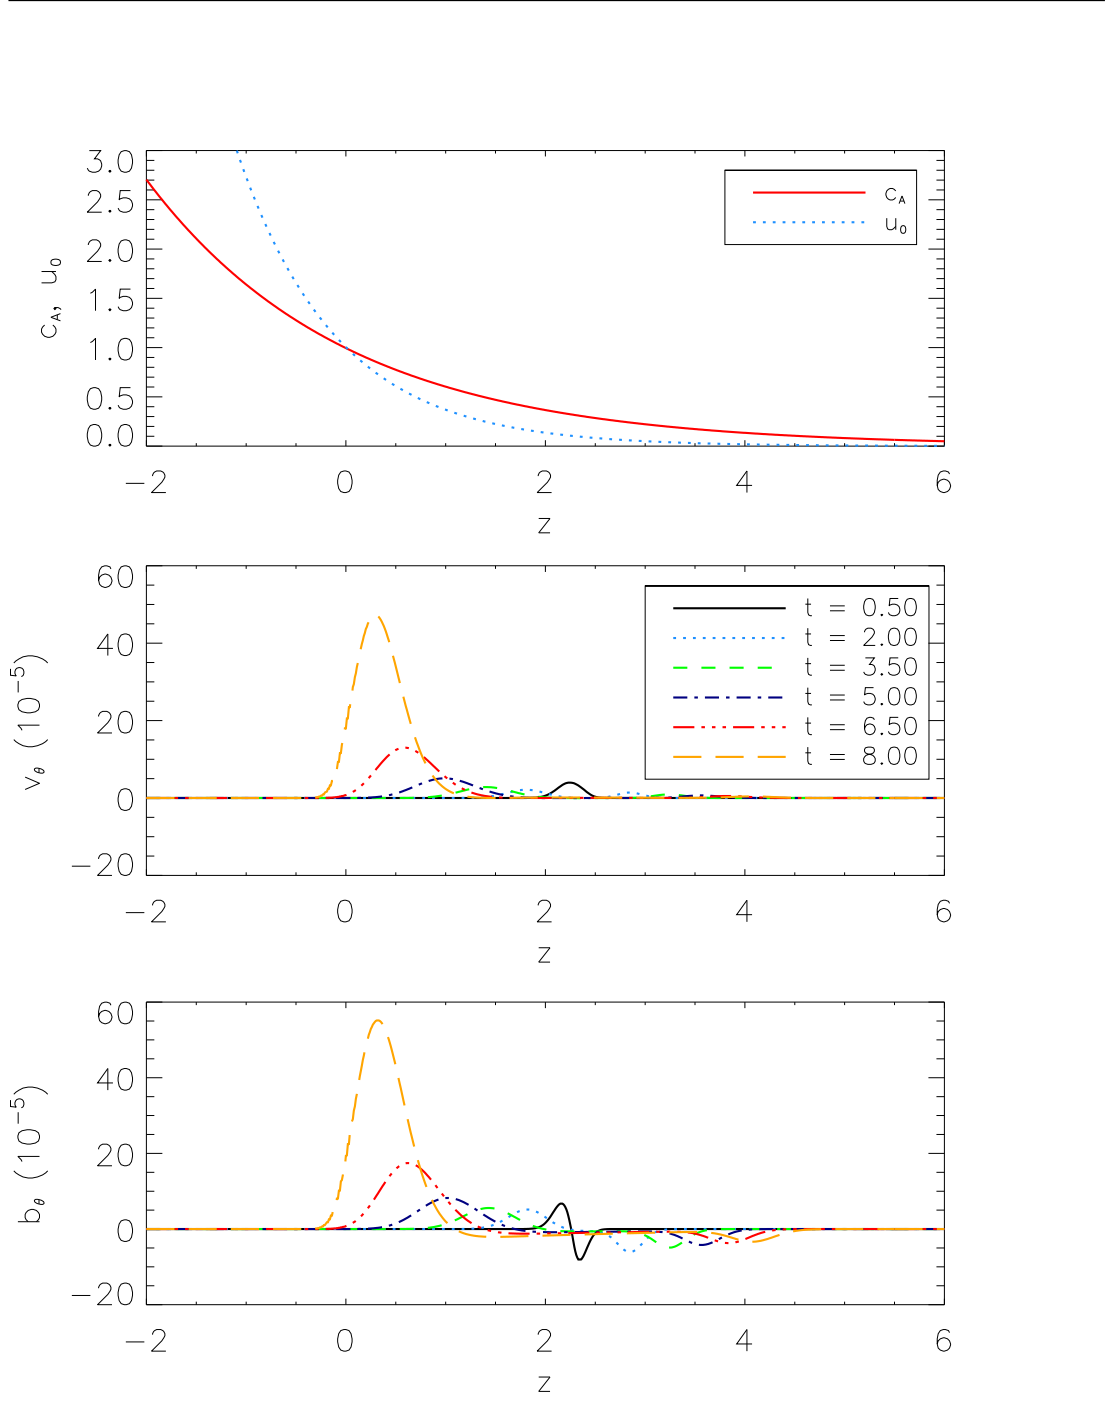 3.0
2.5
2.0
1.5
1.0
0.5
0.0
c_A, u_0
c_A
u_0
−2 0 2 4 6
z
60
40
20
0
−20
v_θ (10^−5)
t = 0.50
t = 2.00
t = 3.50
t = 5.00
t = 6.50
t = 8.00
−2 0 2 4 6
z
60
40
20
0
−20
b_θ (10^−5)
−2 0 2 4 6
z